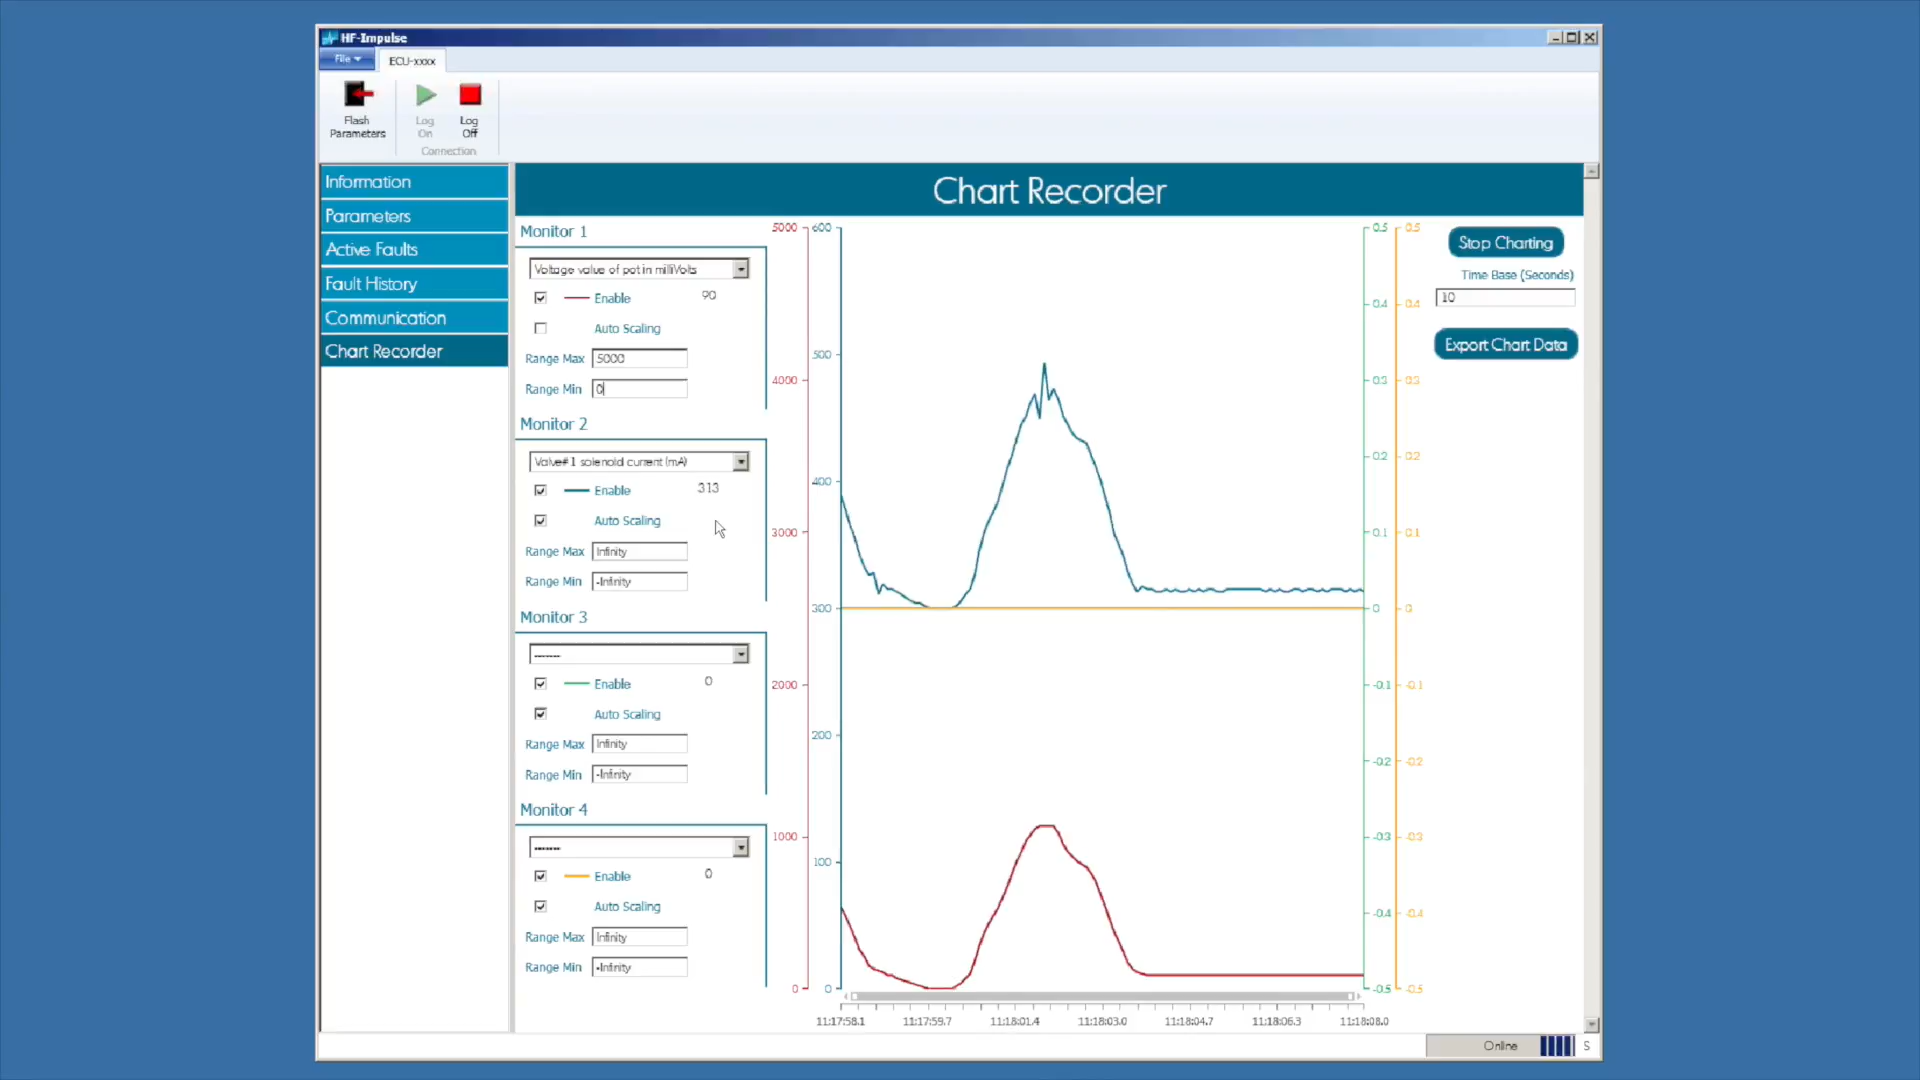 HF-Impulse
File
ECU-xxxx
Flash
Parameters
Log
On
Log
Off
Connection
Information
Parameters
Active Faults
Fault History
Communication
Chart Recorder
Chart Recorder
Monitor 1
Voltage value of pot in milliVolts
Enable 90
Auto Scaling
Range Max 5000
Range Min 0
Monitor 2
Valve#1 solenoid current (mA)
Enable 313
Auto Scaling
Range Max Infinity
Range Min -Infinity
Monitor 3
-------
Enable 0
Auto Scaling
Range Max Infinity
Range Min -Infinity
Monitor 4
-------
Enable 0
Auto Scaling
Range Max Infinity
Range Min -Infinity
5000
4000
3000
2000
1000
0
600
500
400
300
200
100
0
0.5
0.4
0.3
0.2
0.1
0
-0.1
-0.2
-0.3
-0.4
-0.5
0.5
0.4
0.3
0.2
0.1
0
-0.1
-0.2
-0.3
-0.4
-0.5
11:17:58.1 11:17:59.7 11:18:01.4 11:18:03.0 11:18:04.7 11:18:06.3 11:18:08.0
Stop Charting
Time Base (Seconds)
10
Export Chart Data
Online S